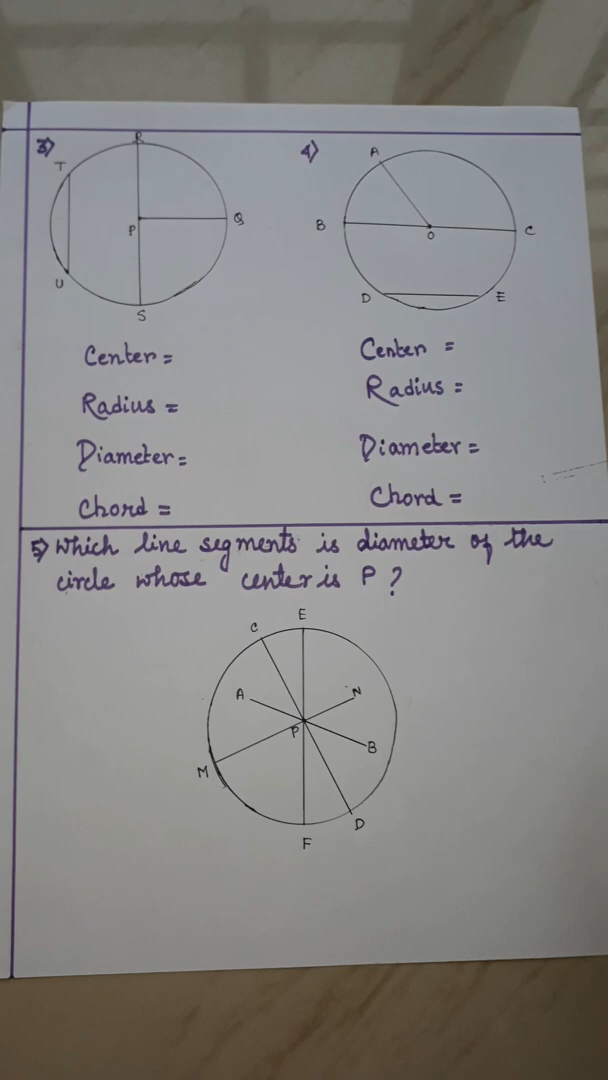 3)
R
T
P
Q
U
S
Center =
Radius =
Diameter =
Chord =
4)
A
B
O
C
D
E
Center =
Radius =
Diameter =
Chord =
5) Which line segments is diameter of the
circle whose center is P ?
E
C
A
N
P
B
M
D
F